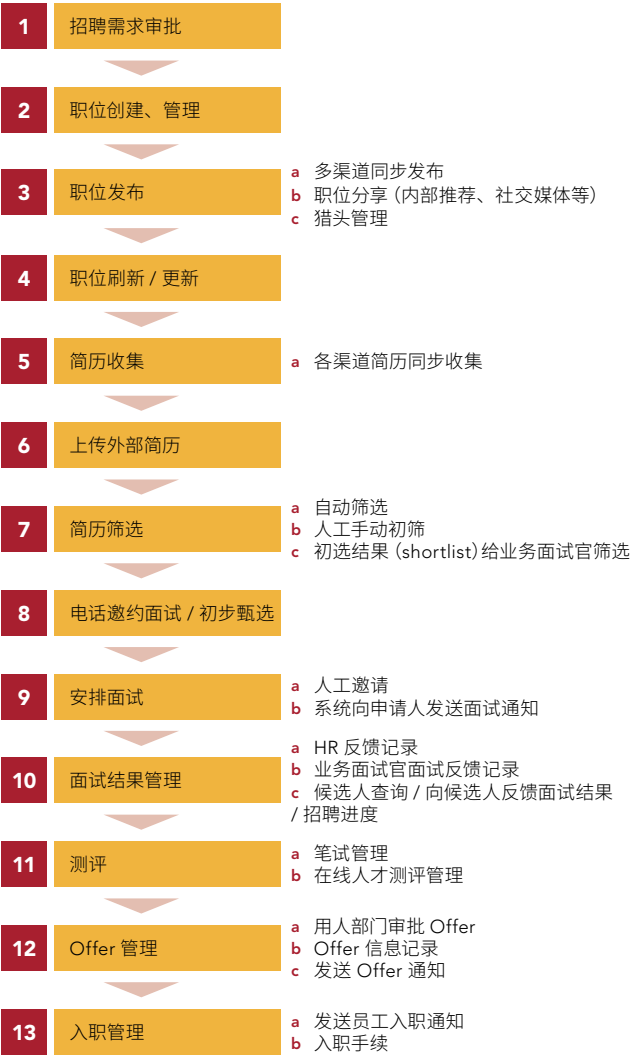 1 招聘需求审批
2 职位创建、管理
3 职位发布
a 多渠道同步发布
b 职位分享（内部推荐、社交媒体等）
c 猎头管理
4 职位刷新 / 更新
5 简历收集
a 各渠道简历同步收集
6 上传外部简历
7 简历筛选
a 自动筛选
b 人工手动初筛
c 初选结果（shortlist）给业务面试官筛选
8 电话邀约面试 / 初步甄选
9 安排面试
a 人工邀请
b 系统向申请人发送面试通知
10 面试结果管理
a HR 反馈记录
b 业务面试官面试反馈记录
c 候选人查询 / 向候选人反馈面试结果
/ 招聘进度
11 测评
a 笔试管理
b 在线人才测评管理
12 Offer 管理
a 用人部门审批 Offer
b Offer 信息记录
c 发送 Offer 通知
13 入职管理
a 发送员工入职通知
b 入职手续